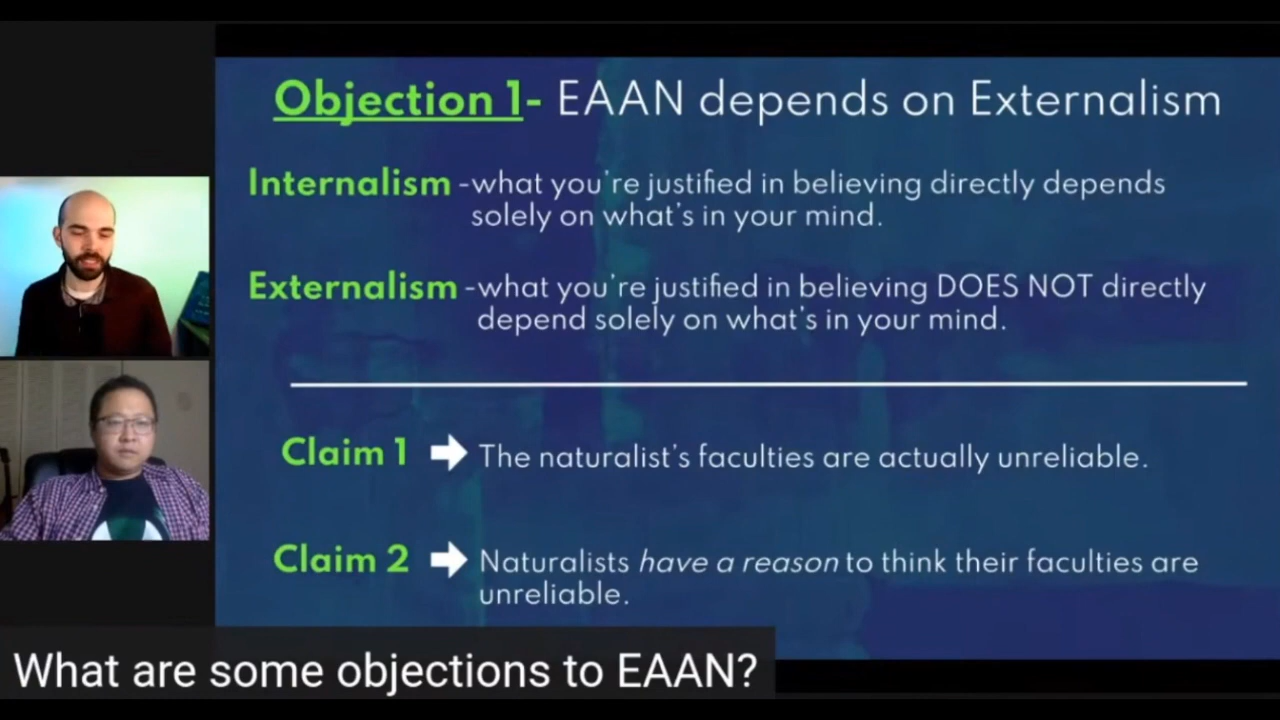 Objection 1- EAAN depends on Externalism
Internalism -what you're justified in believing directly depends
solely on what's in your mind.
Externalism -what you're justified in believing DOES NOT directly
depend solely on what's in your mind.
Claim 1 The naturalist's faculties are actually unreliable.
Claim 2 Naturalists have a reason to think their faculties are
unreliable.
What are some objections to EAAN?